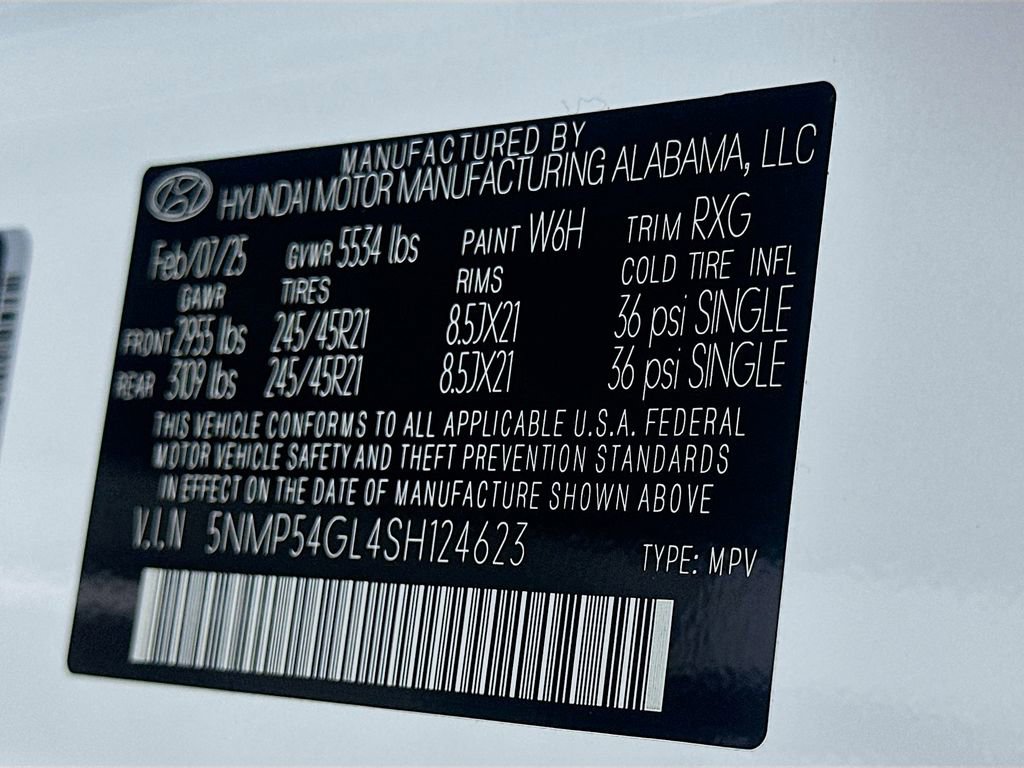 MANUFACTURED BY
HYUNDAI MOTOR MANUFACTURING ALABAMA, LLC
Feb/07/25 GVWR 5534 lbs PAINT W6H TRIM RXG
GAWR TIRES RIMS COLD TIRE INFL
FRONT 2955 lbs 245/45R21 8.5JX21 36 psi SINGLE
REAR 3109 lbs 245/45R21 8.5JX21 36 psi SINGLE
THIS VEHICLE CONFORMS TO ALL APPLICABLE U.S.A. FEDERAL
MOTOR VEHICLE SAFETY AND THEFT PREVENTION STANDARDS
IN EFFECT ON THE DATE OF MANUFACTURE SHOWN ABOVE
V.I.N 5NMP54GL4SH124623 TYPE: MPV